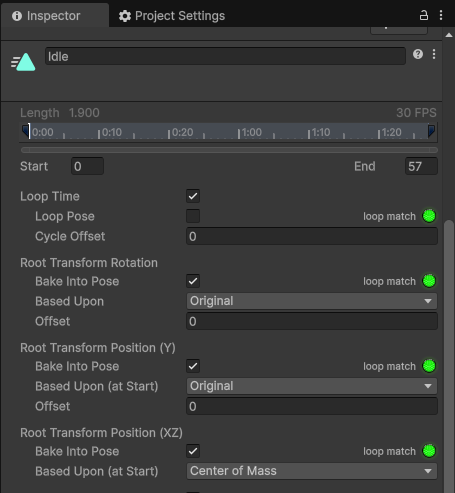 Inspector
Project Settings
Idle
Length 1.900
30 FPS
0:00 0:10 0:20 1:00 1:10 1:20
Start 0
End 57
Loop Time
Loop Pose
loop match
Cycle Offset 0
Root Transform Rotation
Bake Into Pose
loop match
Based Upon Original
Offset 0
Root Transform Position (Y)
Bake Into Pose
loop match
Based Upon (at Start) Original
Offset 0
Root Transform Position (XZ)
Bake Into Pose
loop match
Based Upon (at Start) Center of Mass